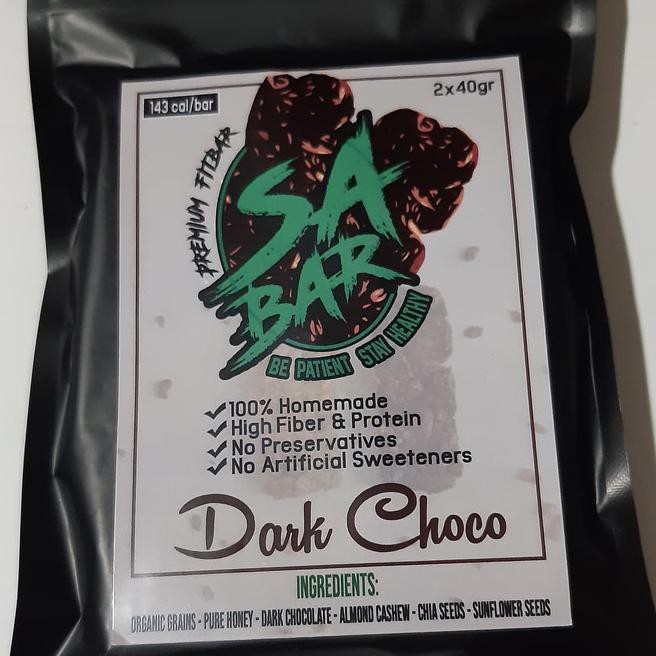 143 cal/bar
2x40gr
PREMIUM FITBAR
SA
BAR
BE PATIENT STAY HEALTHY
100% Homemade
High Fiber & Protein
No Preservatives
No Artificial Sweeteners
Dark Choco
INGREDIENTS:
ORGANIC GRAINS - PURE HONEY - DARK CHOCOLATE - ALMOND CASHEW - CHIA SEEDS - SUNFLOWER SEEDS